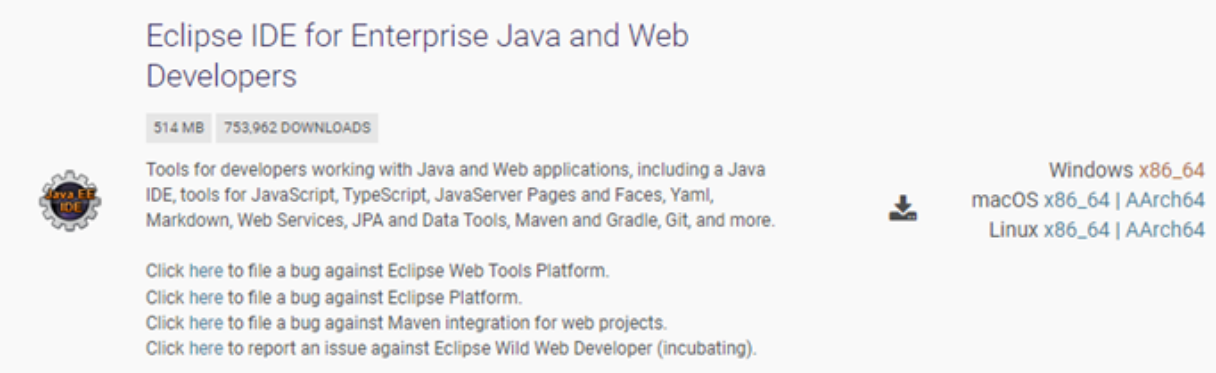 Eclipse IDE for Enterprise Java and Web
Developers
514 MB 753,962 DOWNLOADS
Java EE
IDE
Tools for developers working with Java and Web applications, including a Java
IDE, tools for JavaScript, TypeScript, JavaServer Pages and Faces, Yaml,
Markdown, Web Services, JPA and Data Tools, Maven and Gradle, Git, and more.
Click here to file a bug against Eclipse Web Tools Platform.
Click here to file a bug against Eclipse Platform.
Click here to file a bug against Maven integration for web projects.
Click here to report an issue against Eclipse Wild Web Developer (incubating).
Windows x86_64
macOS x86_64 | AArch64
Linux x86_64 | AArch64